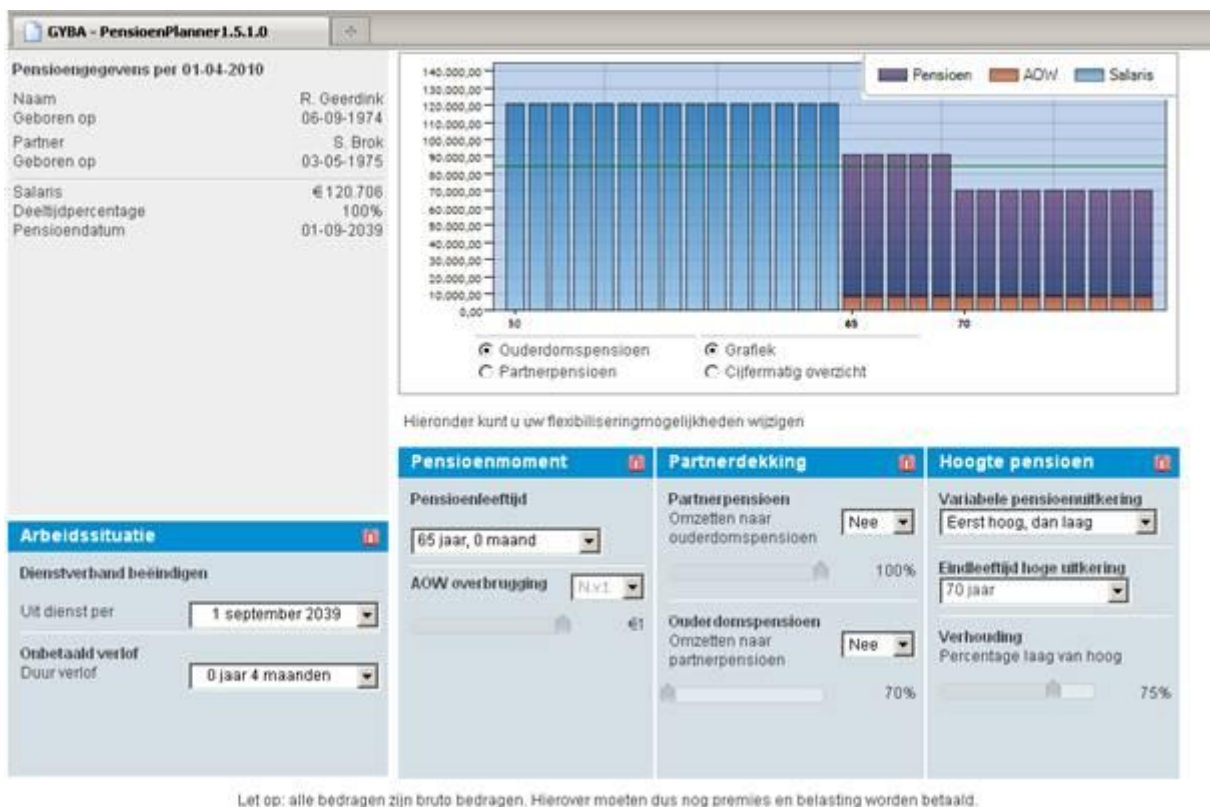 GYBA - PensioenPlanner1.5.1.0
Pensioengegevens per 01-04-2010
Naam R. Geerdink
Geboren op 06-09-1974
Partner S. Brok
Geboren op 03-05-1975
Salaris €120.706
Deeltijdpercentage 100%
Pensioendatum 01-09-2039
Pensioen AOW Salaris
140.000,00
130.000,00
120.000,00
110.000,00
100.000,00
90.000,00
80.000,00
70.000,00
60.000,00
50.000,00
40.000,00
30.000,00
20.000,00
10.000,00
0,00
50 65 70
Ouderdomspensioen Grafiek
Partnerpensioen Cijfermatig overzicht
Hieronder kunt u uw flexibiliseringmogelijkheden wijzigen
Arbeidssituatie
Dienstverband beëindigen
Uit dienst per 1 september 2039
Onbetaald verlof
Duur verlof 0 jaar 4 maanden
Pensioenmoment
Pensioenleeftijd
65 jaar, 0 maand
AOW overbrugging N.v.t.
€1
Partnerdekking
Partnerpensioen
Omzetten naar
ouderdomspensioen Nee
100%
Ouderdomspensioen
Omzetten naar
partnerpensioen Nee
70%
Hoogte pensioen
Variabele pensioenuitkering
Eerst hoog, dan laag
Eindleeftijd hoge uitkering
70 jaar
Verhouding
Percentage laag van hoog
75%
Let op: alle bedragen zijn bruto bedragen. Hierover moeten dus nog premies en belasting worden betaald.